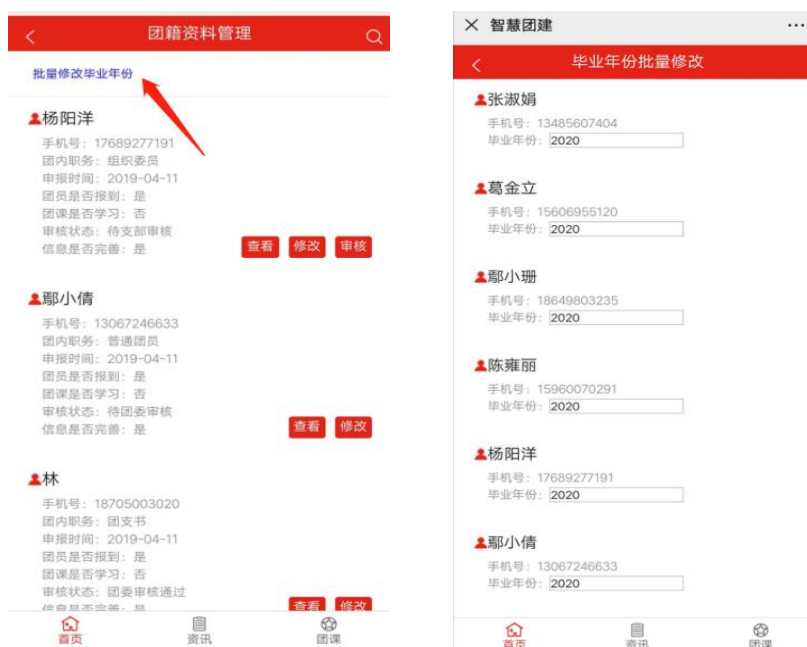 团籍资料管理
批量修改毕业年份
杨阳洋
手机号：17689277191
团内职务：组织委员
申报时间：2019-04-11
团员是否报到：是
团课是否学习：否
审核状态：待支部审核
信息是否完善：是
查看 修改 审核
鄢小倩
手机号：13067246633
团内职务：普通团员
申报时间：2019-04-11
团员是否报到：是
团课是否学习：否
审核状态：待团委审核
信息是否完善：是
查看 修改
林
手机号：18705003020
团内职务：团支书
申报时间：2019-04-11
团员是否报到：是
团课是否学习：否
审核状态：团委审核通过
信息是否完善：是
查看 修改
首页 资讯 团课
智慧团建
毕业年份批量修改
张淑娟
手机号：13485607404
毕业年份：2020
葛金立
手机号：15606955120
毕业年份：2020
鄢小珊
手机号：18649803235
毕业年份：2020
陈雍丽
手机号：15960070291
毕业年份：2020
杨阳洋
手机号：17689277191
毕业年份：2020
鄢小倩
手机号：13067246633
毕业年份：2020
首页 资讯 团课